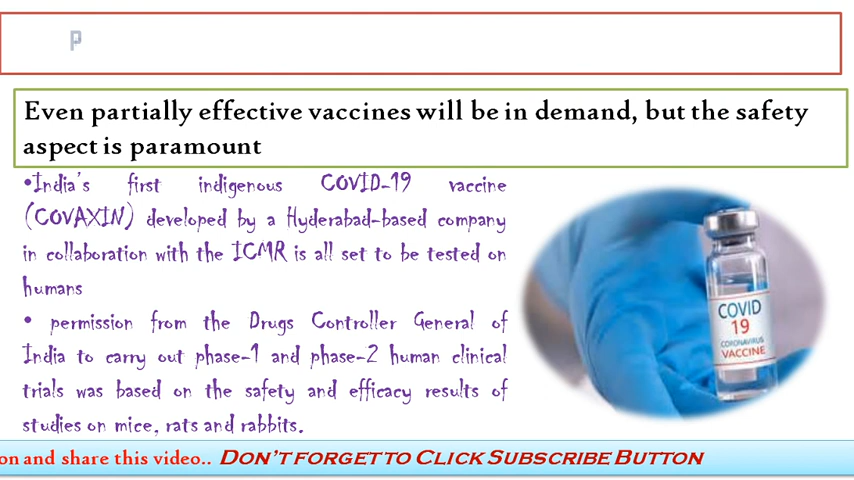 P
Even partially effective vaccines will be in demand, but the safety
aspect is paramount
•India's first indigenous COVID-19 vaccine
(COVAXIN) developed by a Hyderabad-based company
in collaboration with the ICMR is all set to be tested on
humans
• permission from the Drugs Controller General of
India to carry out phase-1 and phase-2 human clinical
trials was based on the safety and efficacy results of
studies on mice, rats and rabbits.
COVID
19
CORONAVIRUS
VACCINE
on and share this video.. DON'T FORGET TO CLICK SUBSCRIBE BUTTON